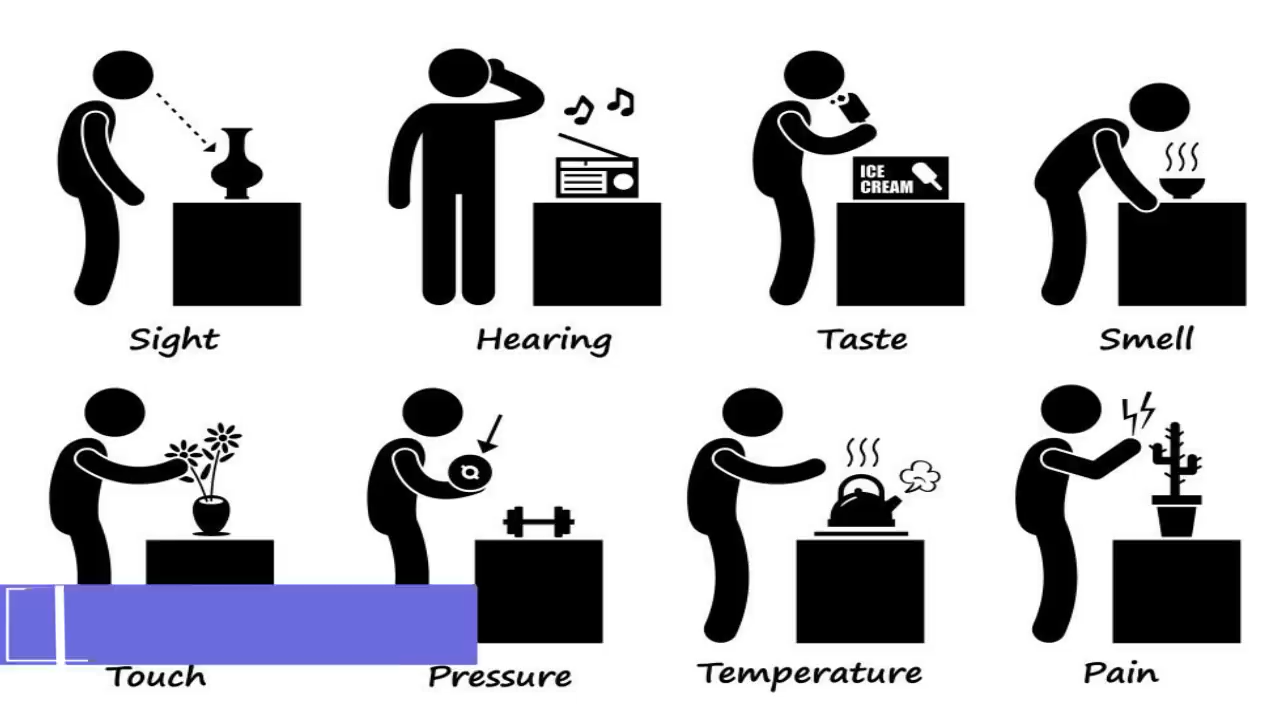 Sight
Hearing
ICE
CREAM
Taste
Smell
Touch
Pressure
Temperature
Pain